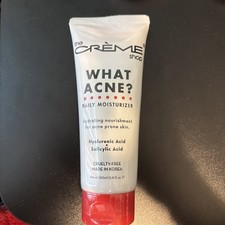 the
CRÈME
shop
WHAT
ACNE?
DAILY MOISTURIZER
Hydrating nourishment
for acne prone skin.
Hyaluronic Acid
+
Salicylic Acid
CRUELTY-FREE
MADE IN KOREA